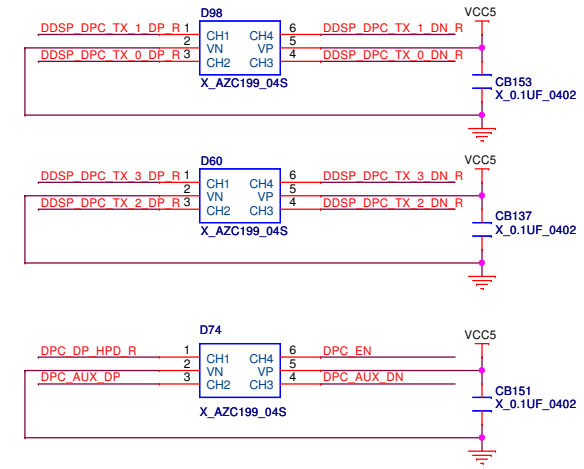 D98 VCC5
DDSP_DPC_TX_1_DP_R 1 CH1 CH4 6 DDSP_DPC_TX_1_DN_R
2 VN VP 5
DDSP_DPC_TX_0_DP_R 3 CH2 CH3 4 DDSP_DPC_TX_0_DN_R
X_AZC199_04S CB153
X_0.1UF_0402
D60 VCC5
DDSP_DPC_TX_3_DP_R 1 CH1 CH4 6 DDSP_DPC_TX_3_DN_R
2 VN VP 5
DDSP_DPC_TX_2_DP_R 3 CH2 CH3 4 DDSP_DPC_TX_2_DN_R
CB137
X_AZC199_04S X_0.1UF_0402
D74 VCC5
DPC_DP_HPD_R 1 CH1 CH4 6 DPC_EN
2 VN VP 5
DPC_AUX_DP 3 CH2 CH3 4 DPC_AUX_DN
CB151
X_AZC199_04S X_0.1UF_0402